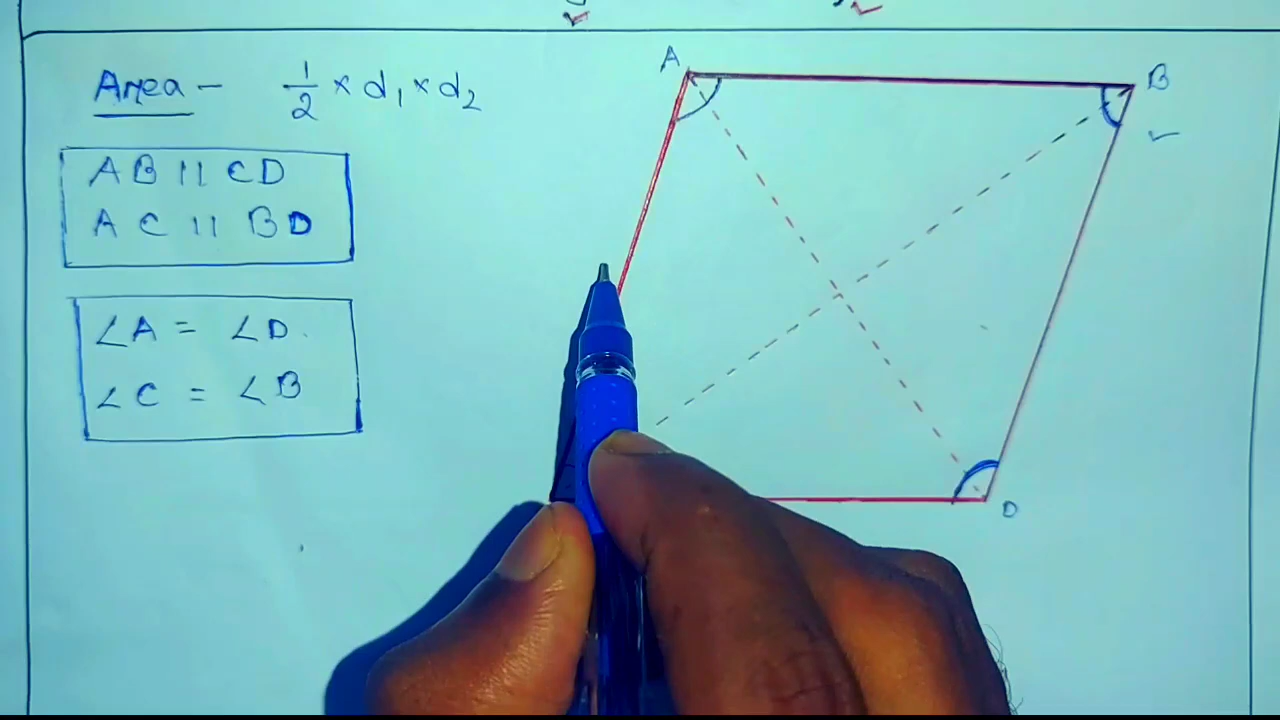 Area - 1/2 × d₁ × d₂
AB || CD
AC || BD
∠A = ∠D
∠C = ∠B
A
B
D